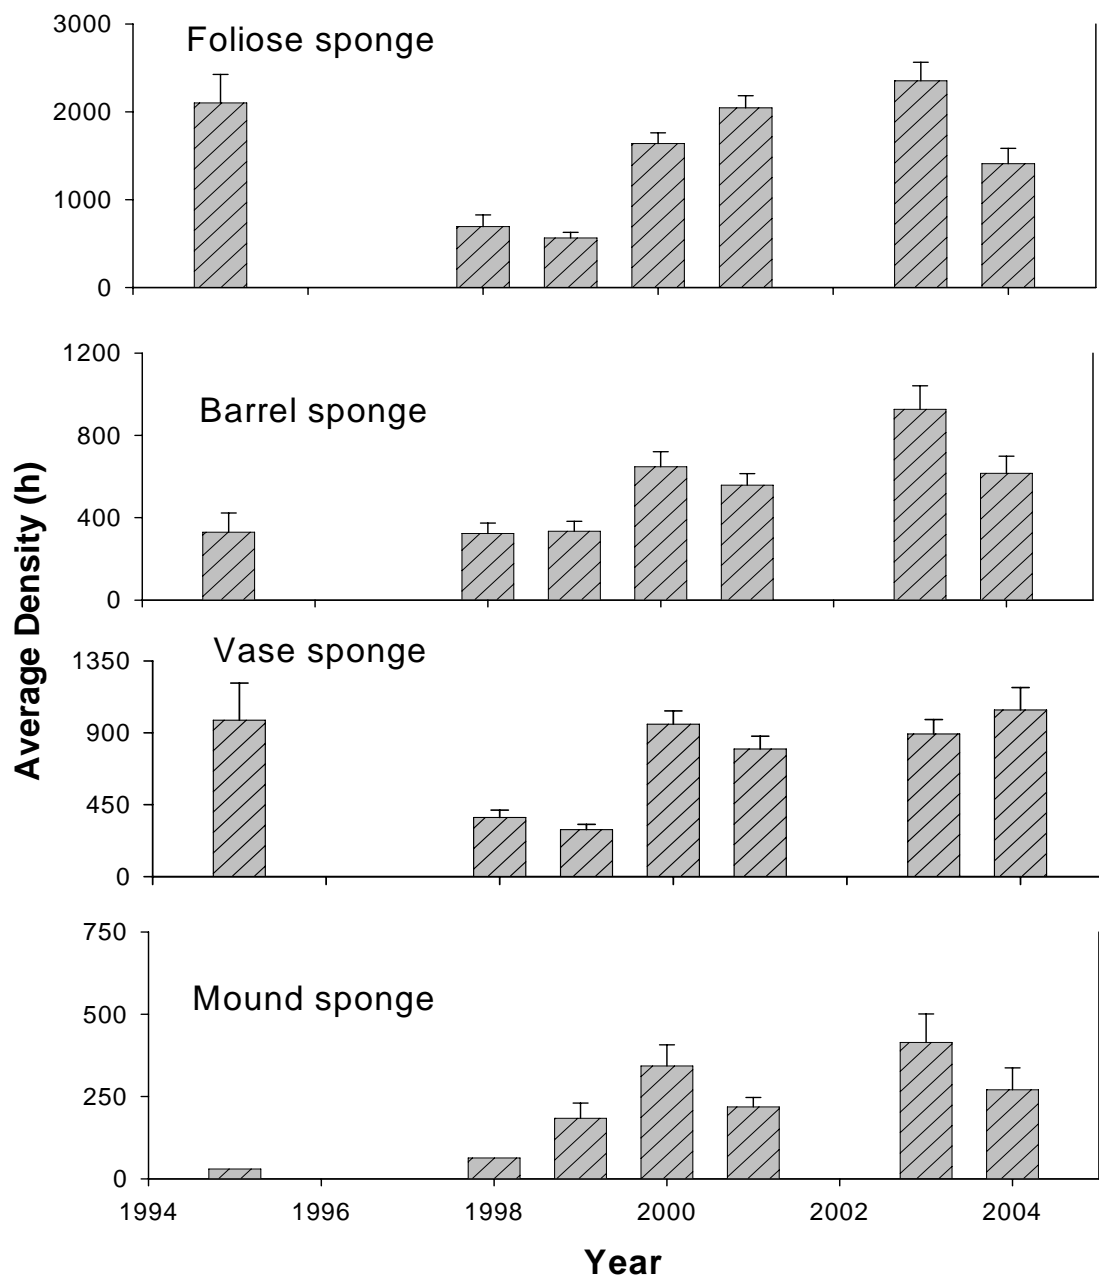 Foliose sponge
3000
2000
1000
0
Barrel sponge
1200
800
400
0
Average Density (h)
Vase sponge
1350
900
450
0
Mound sponge
750
500
250
0
1994 1996 1998 2000 2002 2004
Year